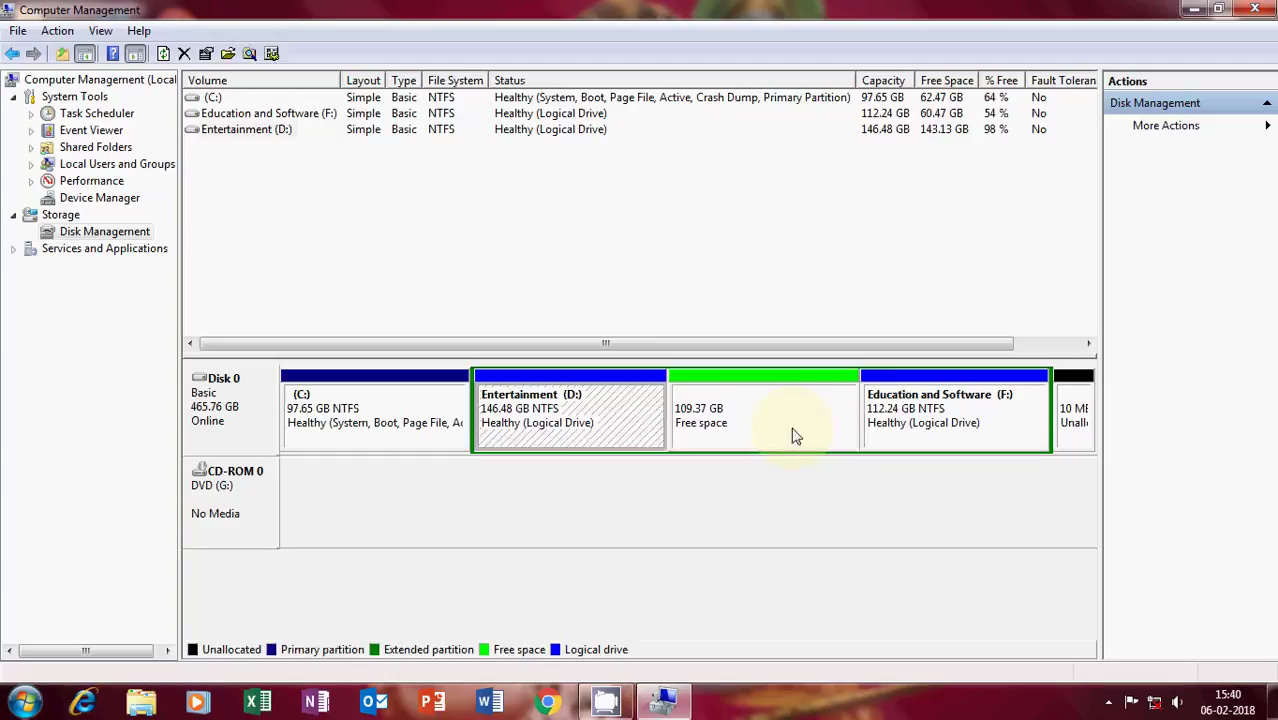 Computer Management
File Action View Help
Computer Management (Local
System Tools
Task Scheduler
Event Viewer
Shared Folders
Local Users and Groups
Performance
Device Manager
Storage
Disk Management
Services and Applications
Volume Layout Type File System Status Capacity Free Space % Free Fault Toleran
(C:) Simple Basic NTFS Healthy (System, Boot, Page File, Active, Crash Dump, Primary Partition) 97.65 GB 62.47 GB 64 % No
Education and Software (F:) Simple Basic NTFS Healthy (Logical Drive) 112.24 GB 60.47 GB 54 % No
Entertainment (D:) Simple Basic NTFS Healthy (Logical Drive) 146.48 GB 143.13 GB 98 % No
Disk 0
Basic
465.76 GB
Online
(C:)
97.65 GB NTFS
Healthy (System, Boot, Page File, Ac
Entertainment (D:)
146.48 GB NTFS
Healthy (Logical Drive)
109.37 GB
Free space
Education and Software (F:)
112.24 GB NTFS
Healthy (Logical Drive)
10 ME
Unallo
CD-ROM 0
DVD (G:)
No Media
Unallocated Primary partition Extended partition Free space Logical drive
Actions
Disk Management
More Actions
15:40
06-02-2018